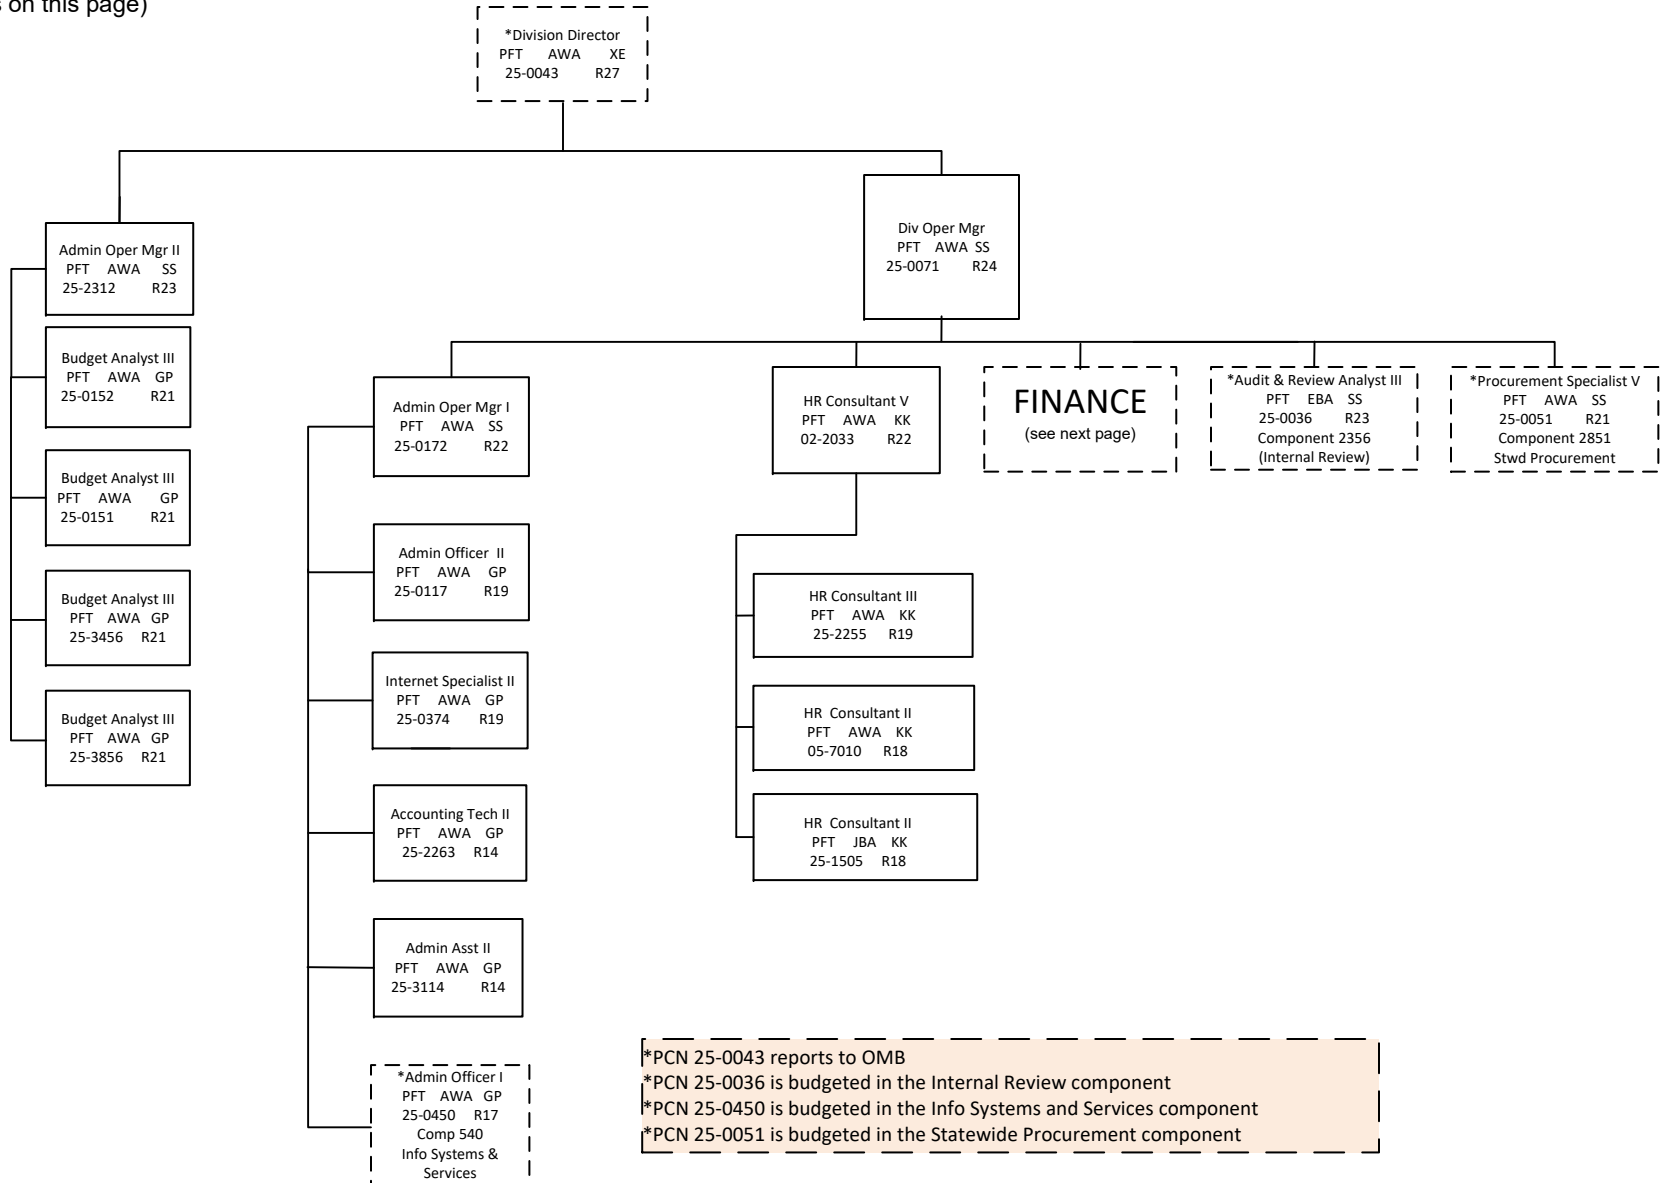 on this page)
*Division Director
PFT AWA XE
25-0043 R27
Admin Oper Mgr II
PFT AWA SS
25-2312 R23
Budget Analyst III
PFT AWA GP
25-0152 R21
Budget Analyst III
PFT AWA GP
25-0151 R21
Budget Analyst III
PFT AWA GP
25-3456 R21
Budget Analyst III
PFT AWA GP
25-3856 R21
Div Oper Mgr
PFT AWA SS
25-0071 R24
Admin Oper Mgr I
PFT AWA SS
25-0172 R22
Admin Officer II
PFT AWA GP
25-0117 R19
Internet Specialist II
PFT AWA GP
25-0374 R19
Accounting Tech II
PFT AWA GP
25-2263 R14
Admin Asst II
PFT AWA GP
25-3114 R14
*Admin Officer I
PFT AWA GP
25-0450 R17
Comp 540
Info Systems &
Services
HR Consultant V
PFT AWA KK
02-2033 R22
HR Consultant III
PFT AWA KK
25-2255 R19
HR Consultant II
PFT AWA KK
05-7010 R18
HR Consultant II
PFT JBA KK
25-1505 R18
FINANCE
(see next page)
*Audit & Review Analyst III
PFT EBA SS
25-0036 R23
Component 2356
(Internal Review)
*Procurement Specialist V
PFT AWA SS
25-0051 R21
Component 2851
Stwd Procurement
*PCN 25-0043 reports to OMB
*PCN 25-0036 is budgeted in the Internal Review component
*PCN 25-0450 is budgeted in the Info Systems and Services component
*PCN 25-0051 is budgeted in the Statewide Procurement component